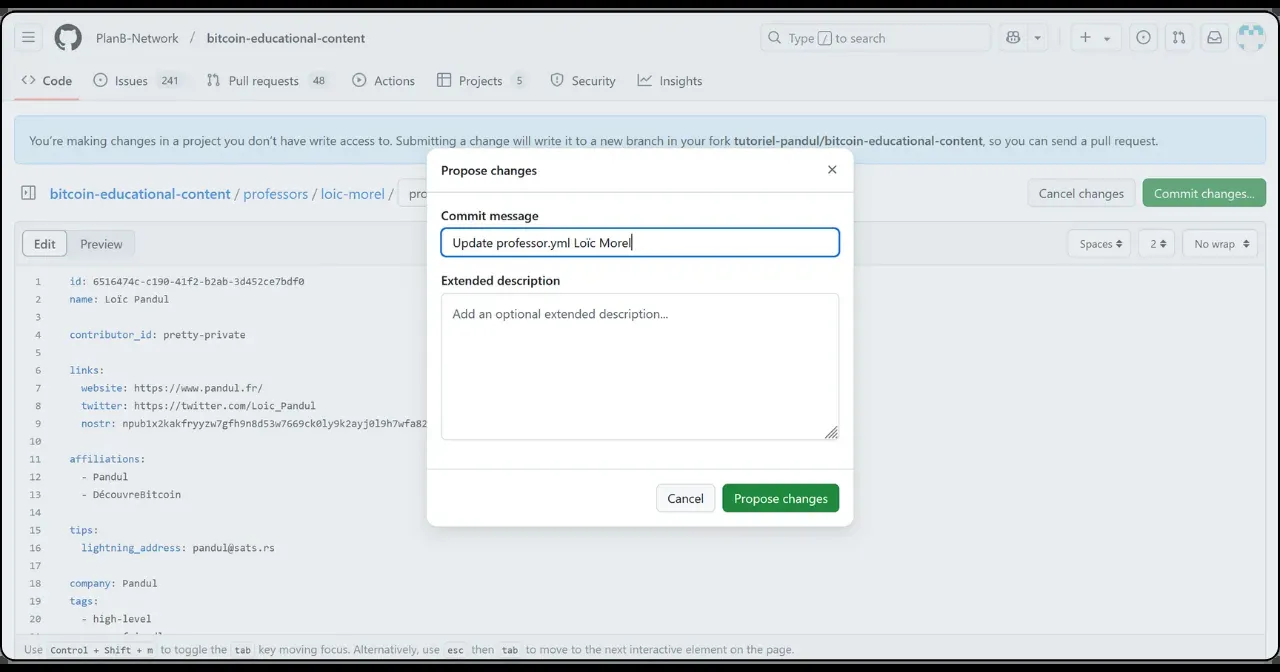 PlanB-Network / bitcoin-educational-content
Type / to search
<> Code
Issues 241
Pull requests 48
Actions
Projects 5
Security
Insights
You're making changes in a project you don't have write access to. Submitting a change will write it to a new branch in your fork tutoriel-pandul/bitcoin-educational-content, so you can send a pull request.
bitcoin-educational-content / professors / loic-morel /
Cancel changes
Commit changes...
Edit
Preview
Spaces
2
No wrap
1 id: 6516474c-c190-41f2-b2ab-3d452ce7bdf0
2 name: Loïc Pandul
3
4 contributor_id: pretty-private
5
6 links:
7 website: https://www.pandul.fr/
8 twitter: https://twitter.com/Loic_Pandul
9 nostr: npub1x2kakfryyzw7gfh9n8d53w7669ck0ly9k2ayj0l9h7wfa82
10
11 affiliations:
12 - Pandul
13 - DécouvreBitcoin
14
15 tips:
16 lightning_address: pandul@sats.rs
17
18 company: Pandul
19 tags:
20 - high-level
Propose changes
Commit message
Update professor.yml Loïc Morel
Extended description
Add an optional extended description...
Cancel
Propose changes
Use Control + Shift + m to toggle the tab key moving focus. Alternatively, use esc then tab to move to the next interactive element on the page.